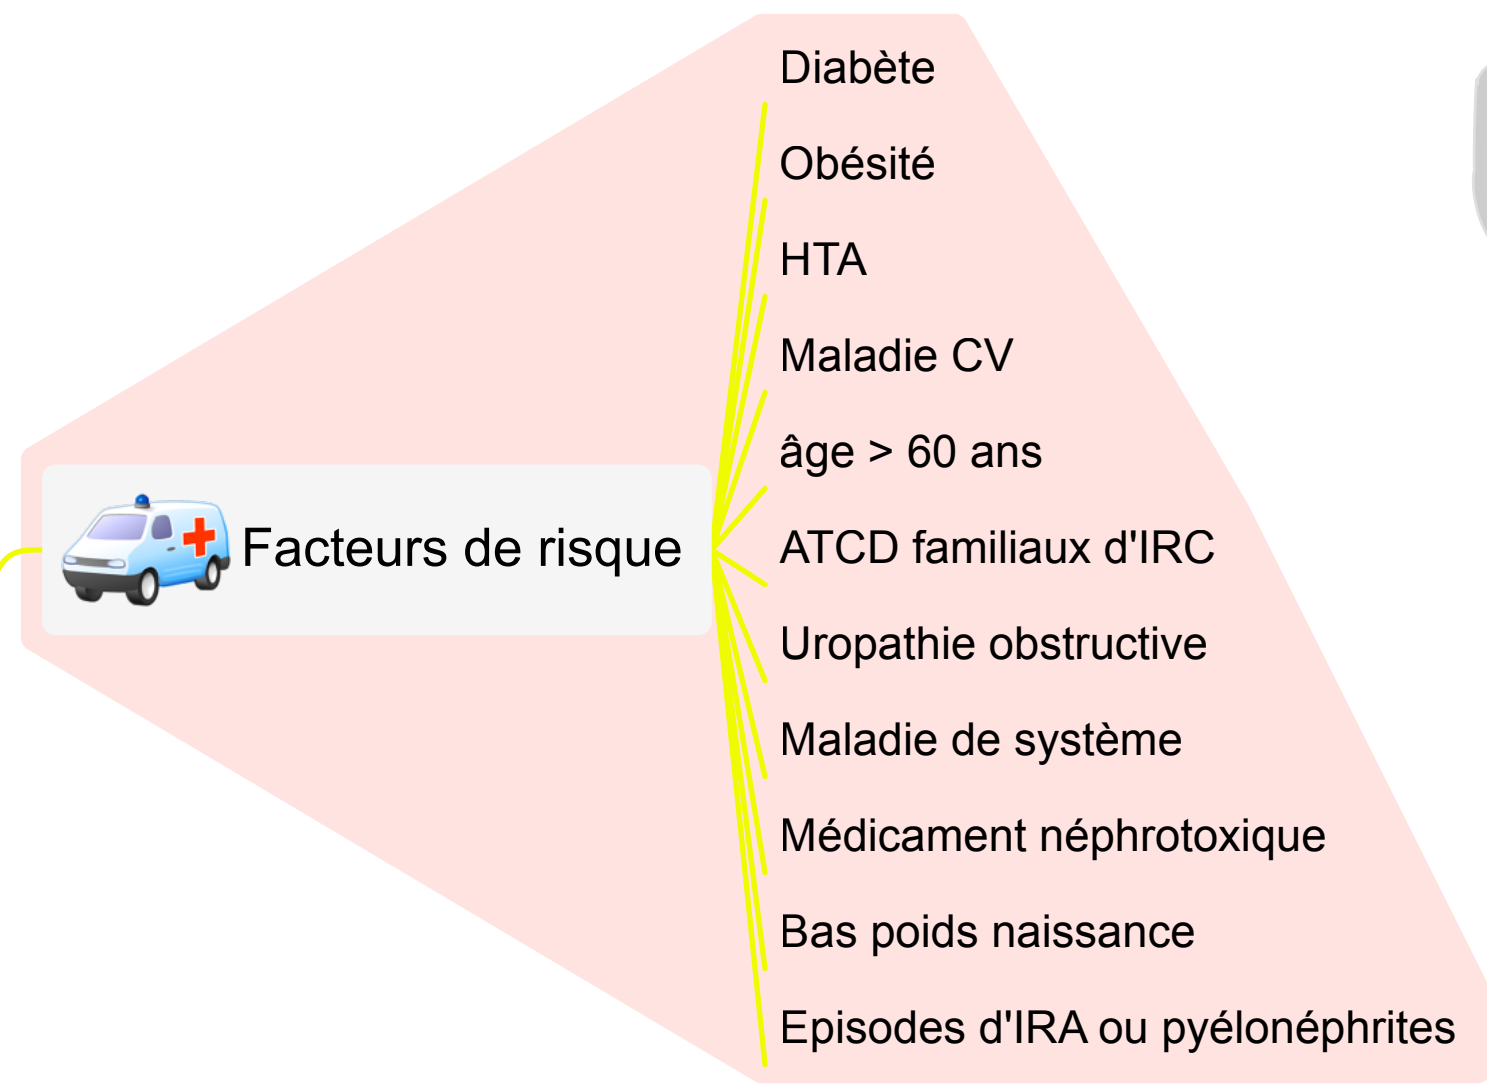 Diabète
Obésité
HTA
Maladie CV
âge > 60 ans
Facteurs de risque
ATCD familiaux d'IRC
Uropathie obstructive
Maladie de système
Médicament néphrotoxique
Bas poids naissance
Episodes d'IRA ou pyélonéphrites